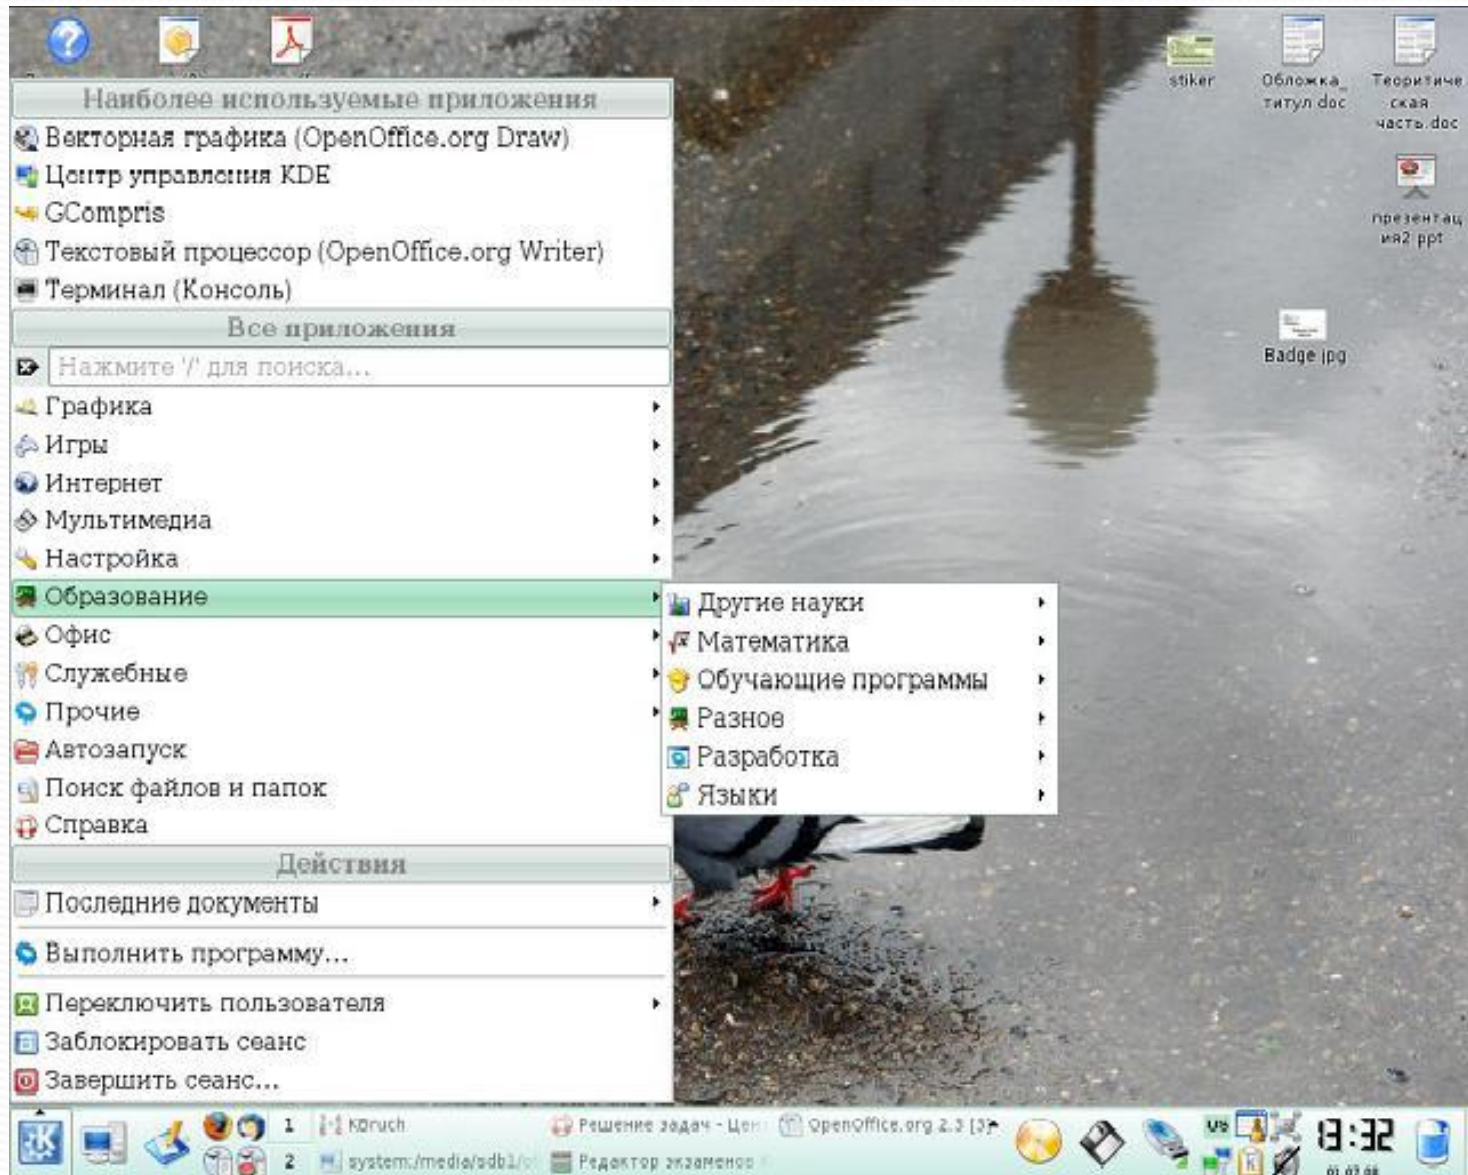 stiker
Обложка_
титул.doc
Теоритиче
ская
часть.doc
презентац
ия2.ppt
Badge.jpg
Наиболее используемые приложения
Векторная графика (OpenOffice.org Draw)
Центр управления KDE
GCompris
Текстовый процессор (OpenOffice.org Writer)
Терминал (Консоль)
Все приложения
Нажмите '/' для поиска...
Графика
Игры
Интернет
Мультимедиа
Настройка
Образование
Офис
Служебные
Прочие
Автозапуск
Поиск файлов и папок
Справка
Другие науки
Математика
Обучающие программы
Разное
Разработка
Языки
Действия
Последние документы
Выполнить программу...
Переключить пользователя
Заблокировать сеанс
Завершить сеанс...
1
2
KBruch
system:/media/sdb1/
Решение задач - Цен
Редактор экзаменов
OpenOffice.org 2.3 [3]
US
13:32